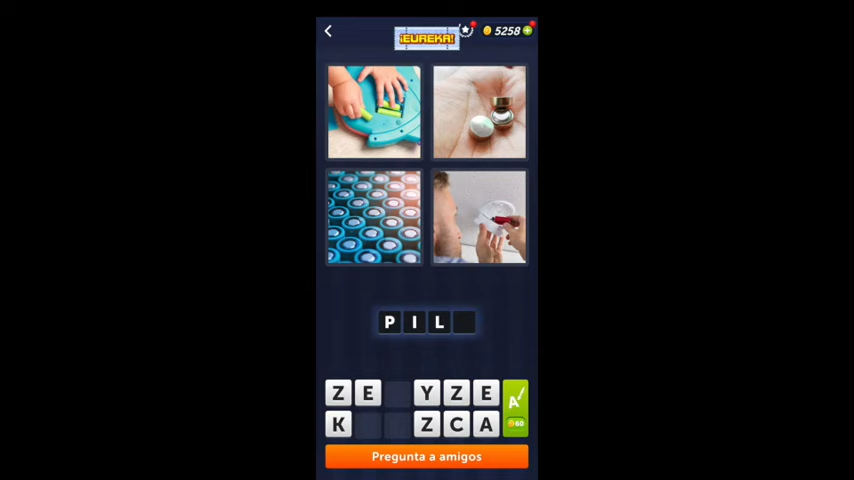 ¡EUREKA!
5258
P I L
Z E Y Z E
K Z C A
A
60
Pregunta a amigos